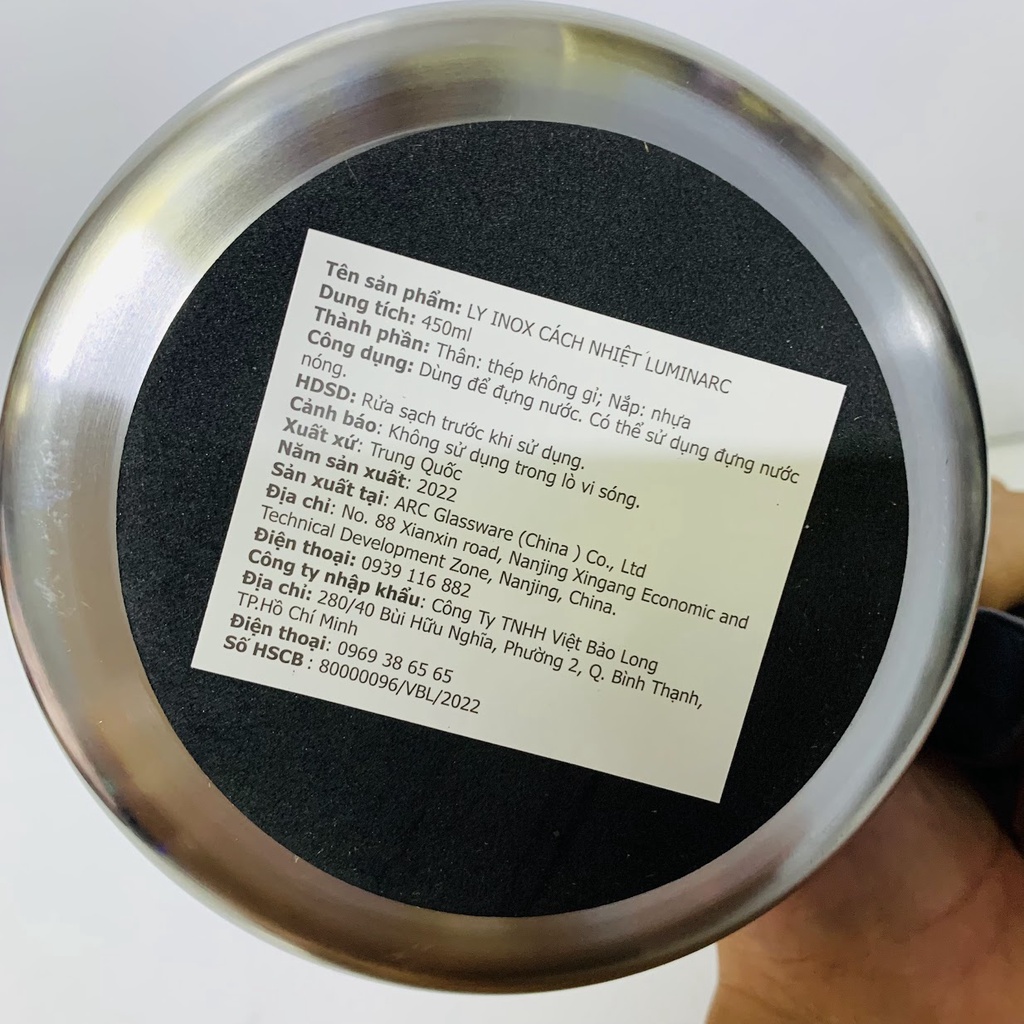 Tên sản phẩm: LY INOX CÁCH NHIỆT LUMINARC
Dung tích: 450ml
Thành phần: Thân: thép không gỉ; Nắp: nhựa
Công dụng: Dùng để đựng nước. Có thể sử dụng đựng nước
nóng.
HDSD: Rửa sạch trước khi sử dụng.
Cảnh báo: Không sử dụng trong lò vi sóng.
Xuất xứ: Trung Quốc
Năm sản xuất: 2022
Sản xuất tại: ARC Glassware (China ) Co., Ltd
Địa chỉ: No. 88 Xianxin road, Nanjing Xingang Economic and
Technical Development Zone, Nanjing, China.
Điện thoại: 0939 116 882
Công ty nhập khẩu: Công Ty TNHH Việt Bảo Long
Địa chỉ: 280/40 Bùi Hữu Nghĩa, Phường 2, Q. Bình Thạnh,
TP.Hồ Chí Minh
Điện thoại: 0969 38 65 65
Số HSCB : 80000096/VBL/2022